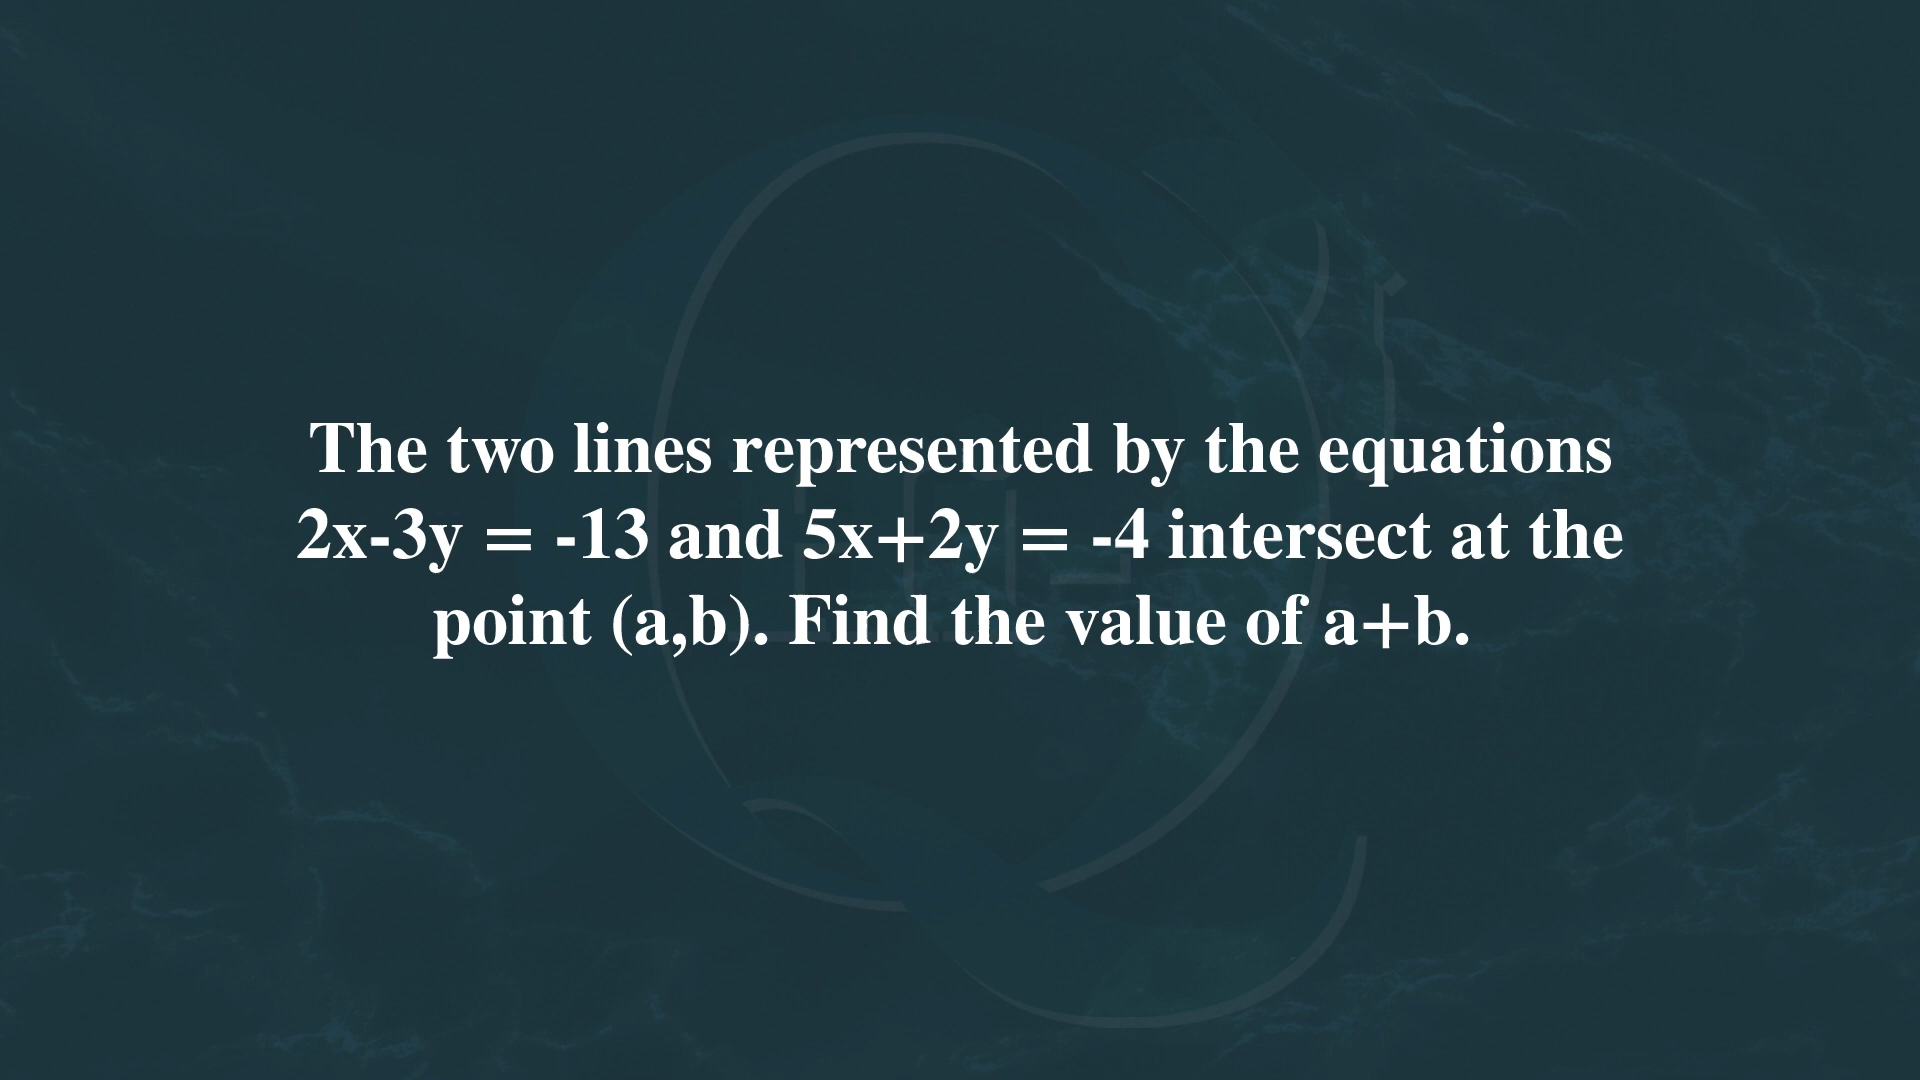 The two lines represented by the equations
2x-3y = -13 and 5x+2y = -4 intersect at the
point (a,b). Find the value of a+b.